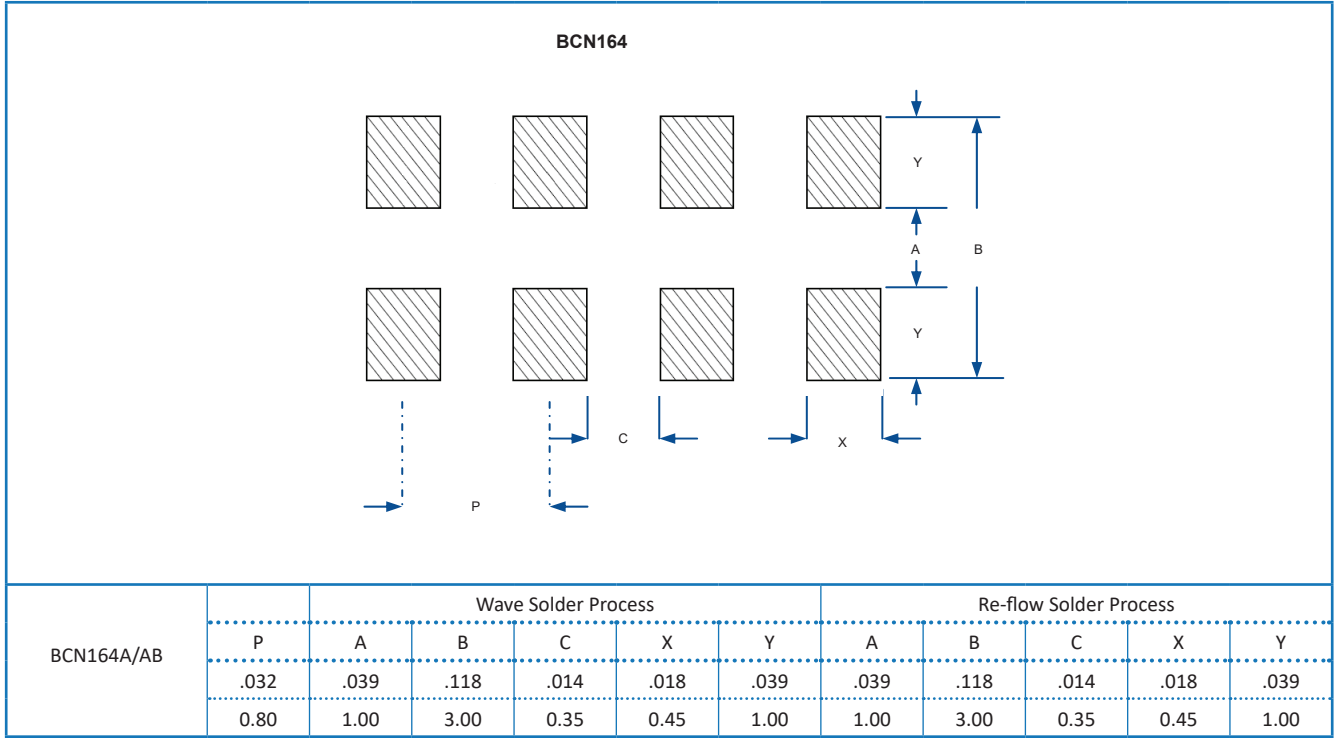 BCN164
Y
A
B
Y
C
X
P
Wave Solder Process
Re-flow Solder Process
BCN164A/AB
P A B C X Y A B C X Y
.032 .039 .118 .014 .018 .039 .039 .118 .014 .018 .039
0.80 1.00 3.00 0.35 0.45 1.00 1.00 3.00 0.35 0.45 1.00